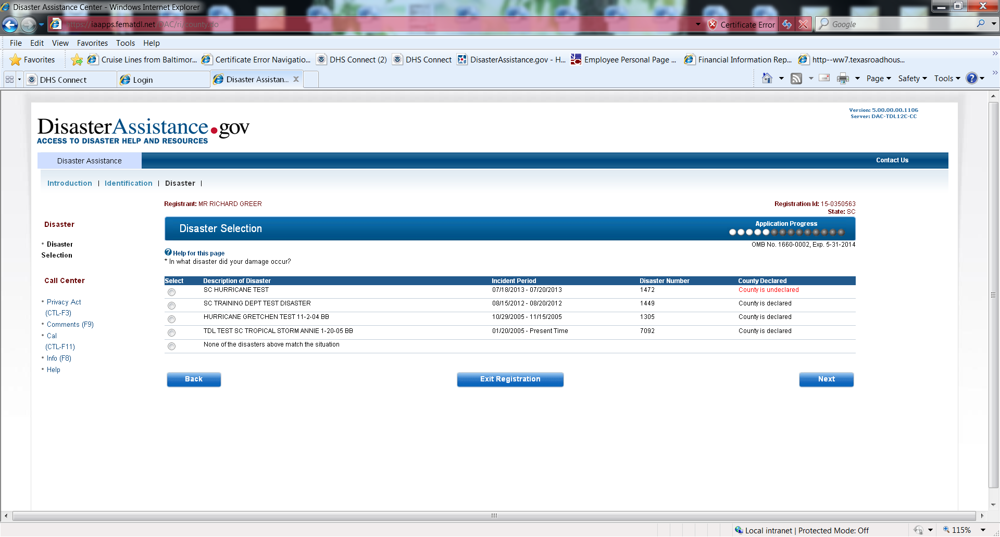 Disaster Assistance Center - Windows Internet Explorer
https://iaapps.fematdl.net/DAC/ri/county.do
Certificate Error
Google
File Edit View Favorites Tools Help
Favorites Cruise Lines from Baltimor... Certificate Error Navigatio... DHS Connect (2) DHS Connect DisasterAssistance.gov - H... Employee Personal Page ... Financial Information Rep... http--ww7.texasroadhous...
DHS Connect Login Disaster Assistan... Page Safety Tools
Version: 5.00.00.00.1106
Server: DAC-TDL12C-CC
DisasterAssistance.gov
ACCESS TO DISASTER HELP AND RESOURCES
Disaster Assistance Contact Us
Introduction | Identification | Disaster |
Registrant: MR RICHARD GREER Registration Id: 15-0350563
State: SC
Disaster
• Disaster
Selection
Call Center
• Privacy Act
(CTL-F3)
• Comments (F9)
• Cal
(CTL-F11)
• Info (F8)
• Help
Disaster Selection Application Progress
OMB No. 1660-0002, Exp. 5-31-2014
Help for this page
* In what disaster did your damage occur?
Select Description of Disaster Incident Period Disaster Number County Declared
SC HURRICANE TEST 07/18/2013 - 07/20/2013 1472 County is undeclared
SC TRAINING DEPT TEST DISASTER 08/15/2012 - 08/20/2012 1449 County is declared
HURRICANE GRETCHEN TEST 11-2-04 BB 10/29/2005 - 11/15/2005 1305 County is declared
TDL TEST SC TROPICAL STORM ANNIE 1-20-05 BB 01/20/2005 - Present Time 7092 County is declared
None of the disasters above match the situation
Back Exit Registration Next
Local intranet | Protected Mode: Off 115%